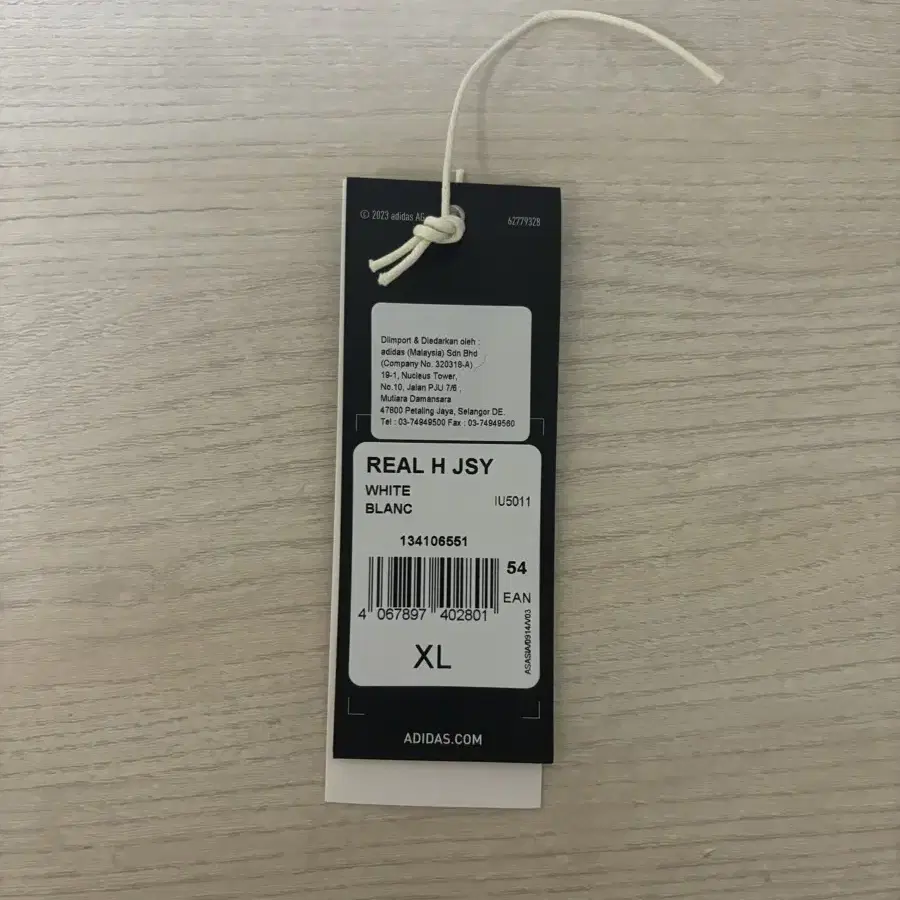 © 2023 adidas AG
62779328
Diimport & Diedarkan oleh :
adidas (Malaysia) Sdn Bhd
(Company No. 320318-A)
19-1, Nucleus Tower,
No.10, Jalan PJU 7/6 ,
Mutiara Damansara
47800 Petaling Jaya, Selangor DE.
Tel : 03-74949500 Fax : 03-74949560
REAL H JSY
WHITE
BLANC
IU5011
134106551
54
EAN
4 067897 402801
XL
ASASIA/0914/V03
ADIDAS.COM